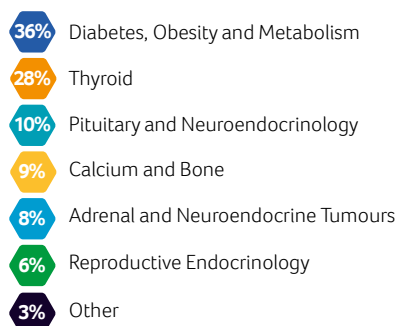 36% Diabetes, Obesity and Metabolism
28% Thyroid
10% Pituitary and Neuroendocrinology
9% Calcium and Bone
8% Adrenal and Neuroendocrine Tumours
6% Reproductive Endocrinology
3% Other